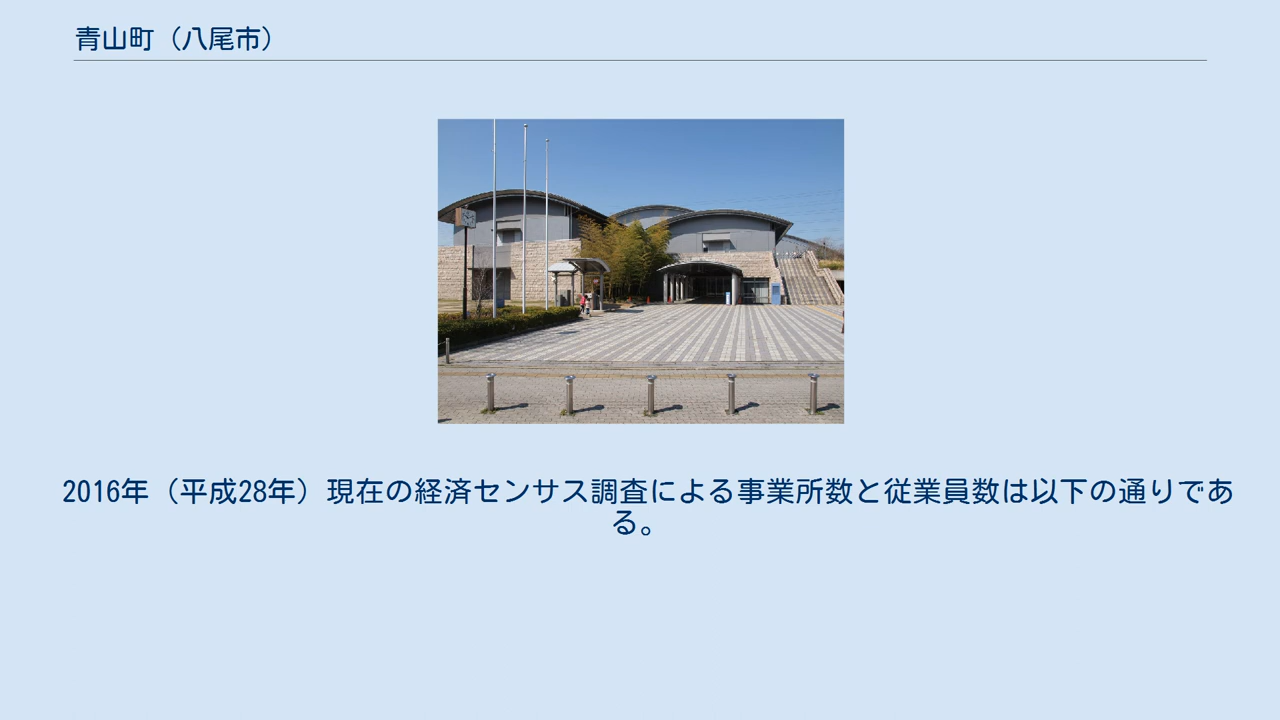 青山町（八尾市）
2016年（平成28年）現在の経済センサス調査による事業所数と従業員数は以下の通りであ
る。